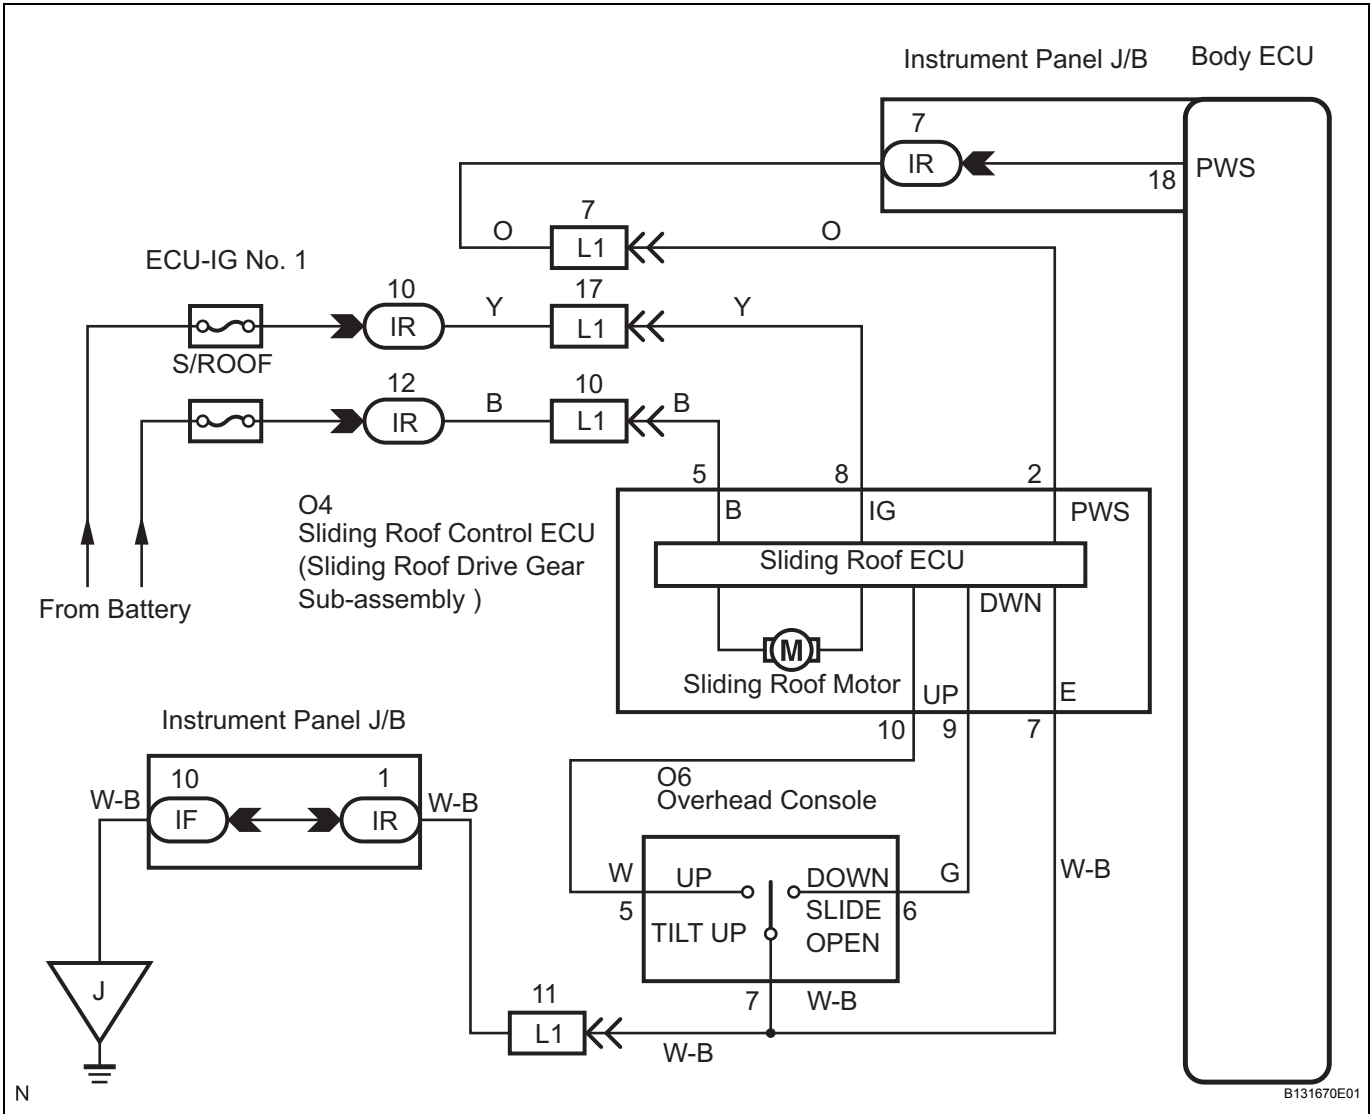 Instrument Panel J/B
Body ECU
7
IR
18
PWS
7
O
L1
O
ECU-IG No. 1
10
IR
Y
17
L1
Y
S/ROOF
12
IR
B
10
L1
B
5
8
2
O4
Sliding Roof Control ECU
(Sliding Roof Drive Gear
Sub-assembly )
B
IG
PWS
Sliding Roof ECU
From Battery
DWN
M
Sliding Roof Motor
UP
E
10
9
7
Instrument Panel J/B
O6
Overhead Console
W-B
10
IF
1
IR
W-B
W
5
UP
TILT UP
DOWN
SLIDE
OPEN
G
6
W-B
J
7
W-B
11
L1
W-B
N
B131670E01